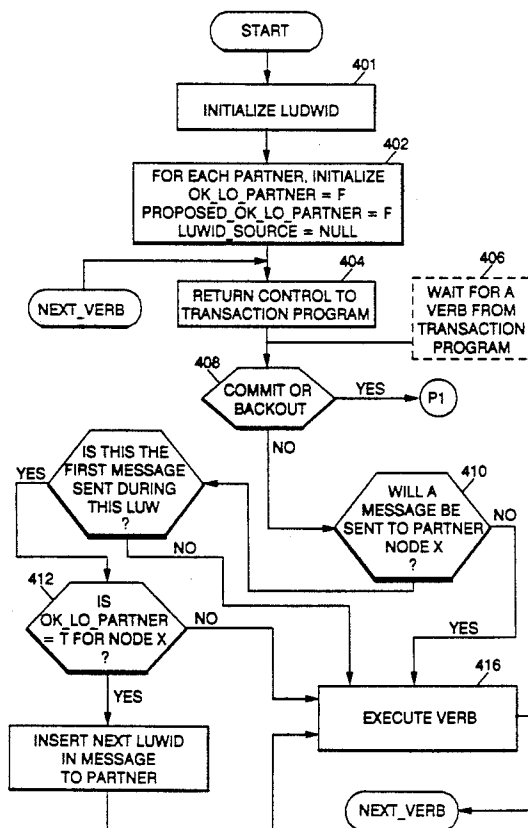 START
401
INITIALIZE LUDWID
402
FOR EACH PARTNER, INITIALIZE
OK_LO_PARTNER = F
PROPOSED_OK_LO_PARTNER = F
LUWID_SOURCE = NULL
404
406
NEXT_VERB
RETURN CONTROL TO
TRANSACTION PROGRAM
WAIT FOR A
VERB FROM
TRANSACTION
PROGRAM
408
COMMIT OR
BACKOUT
YES
P1
NO
IS THIS THE
FIRST MESSAGE
SENT DURING
THIS LUW
?
YES
NO
410
WILL A
MESSAGE BE
SENT TO PARTNER
NODE X
?
NO
YES
412
IS
OK_LO_PARTNER
= T FOR NODE X
?
NO
YES
416
EXECUTE VERB
INSERT NEXT LUWID
IN MESSAGE
TO PARTNER
NEXT_VERB